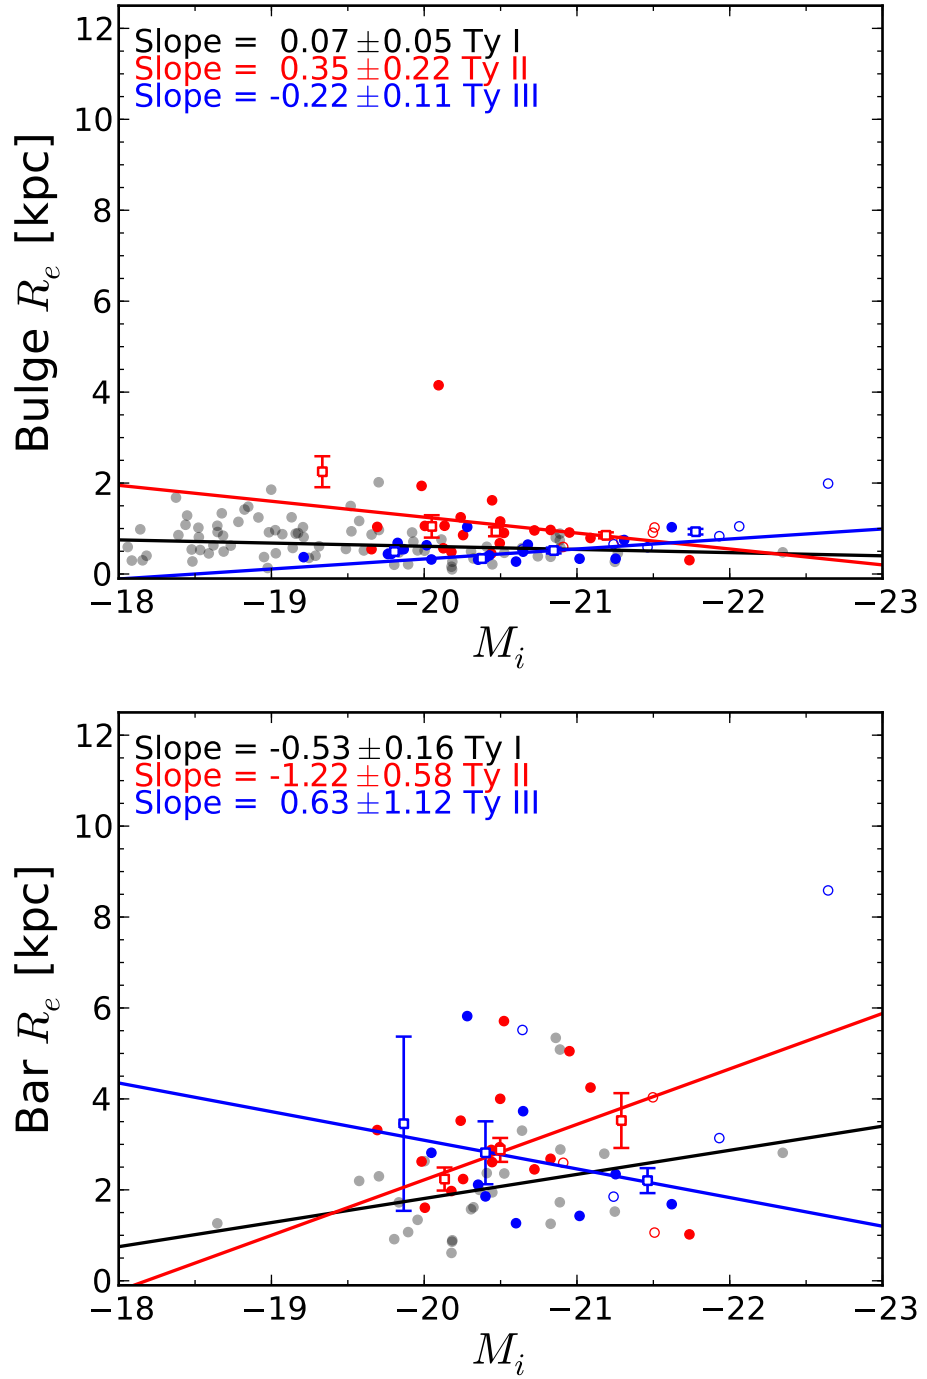 Slope = 0.07 ±0.05 Ty I
Slope = 0.35 ±0.22 Ty II
Slope = -0.22 ±0.11 Ty III
12
10
8
6
4
2
0
Bulge R_e [kpc]
−18 −19 −20 −21 −22 −23
M_i
Slope = -0.53 ±0.16 Ty I
Slope = -1.22 ±0.58 Ty II
Slope = 0.63 ±1.12 Ty III
12
10
8
6
4
2
0
Bar R_e [kpc]
−18 −19 −20 −21 −22 −23
M_i